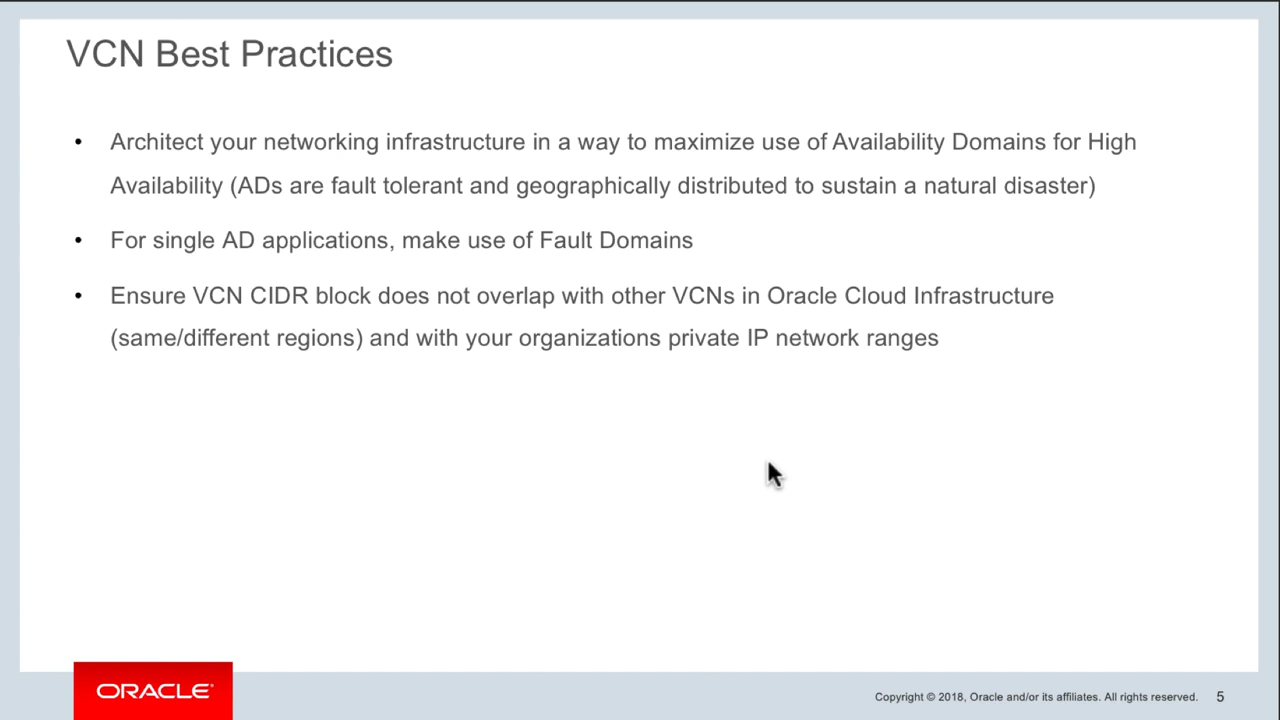 VCN Best Practices
• Architect your networking infrastructure in a way to maximize use of Availability Domains for High
Availability (ADs are fault tolerant and geographically distributed to sustain a natural disaster)
• For single AD applications, make use of Fault Domains
• Ensure VCN CIDR block does not overlap with other VCNs in Oracle Cloud Infrastructure
(same/different regions) and with your organizations private IP network ranges
ORACLE®
Copyright © 2018, Oracle and/or its affiliates. All rights reserved. 5